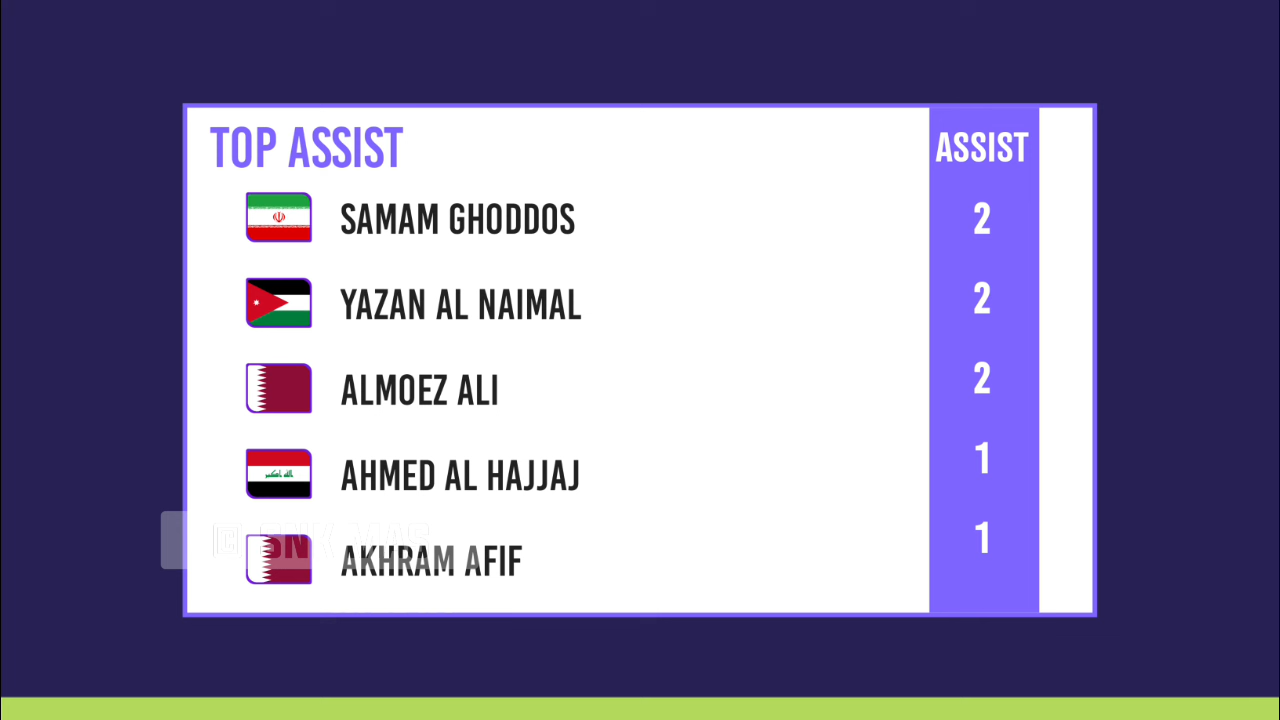 TOP ASSIST ASSIST
SAMAM GHODDOS 2
YAZAN AL NAIMAL 2
ALMOEZ ALI 2
AHMED AL HAJJAJ 1
AKHRAM AFIF 1